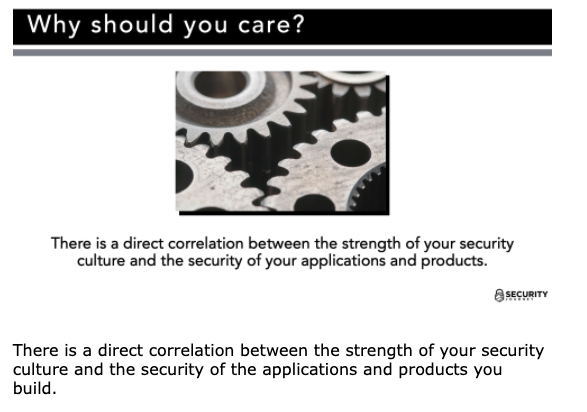 Why should you care?
There is a direct correlation between the strength of your security
culture and the security of your applications and products.
SECURITY
JOURNEY
There is a direct correlation between the strength of your security
culture and the security of the applications and products you
build.